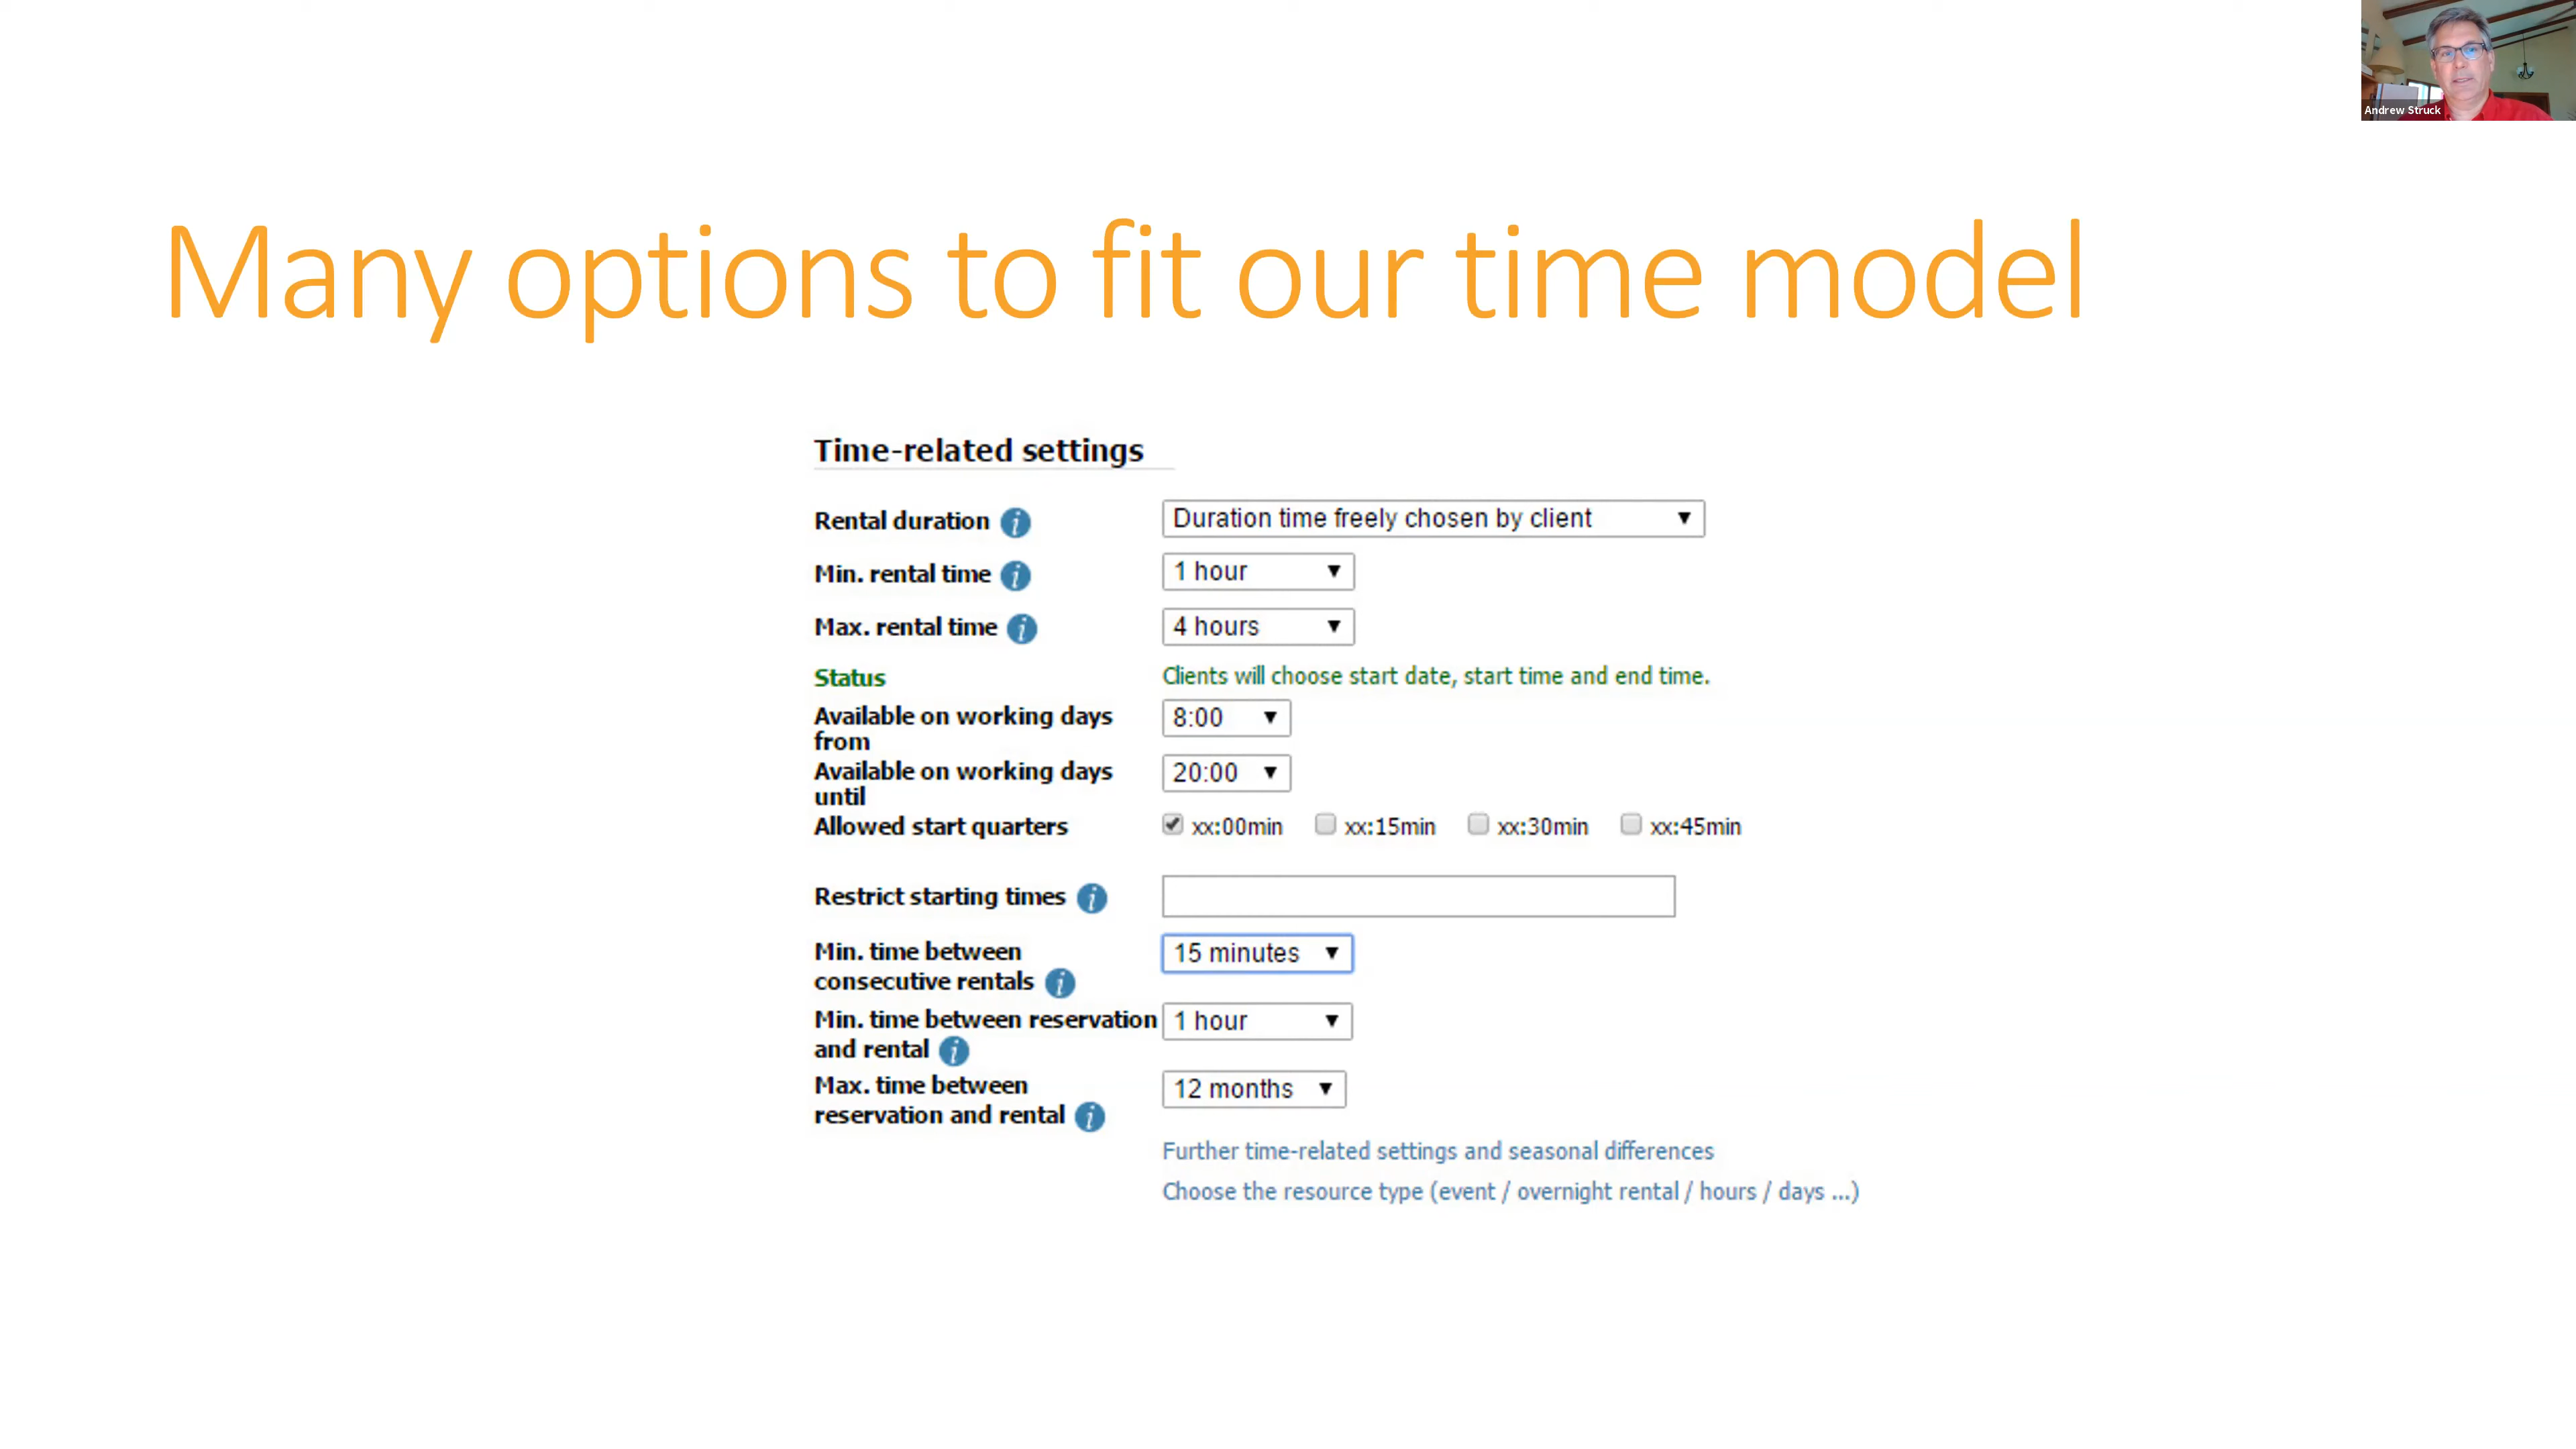 Andrew Struck
Many options to fit our time model
Time-related settings
Rental duration i Duration time freely chosen by client
Min. rental time i 1 hour
Max. rental time i 4 hours
Status Clients will choose start date, start time and end time.
Available on working days 8:00
from
Available on working days 20:00
until
Allowed start quarters xx:00min xx:15min xx:30min xx:45min
Restrict starting times i
Min. time between 15 minutes
consecutive rentals i
Min. time between reservation 1 hour
and rental i
Max. time between 12 months
reservation and rental i
Further time-related settings and seasonal differences
Choose the resource type (event / overnight rental / hours / days ...)